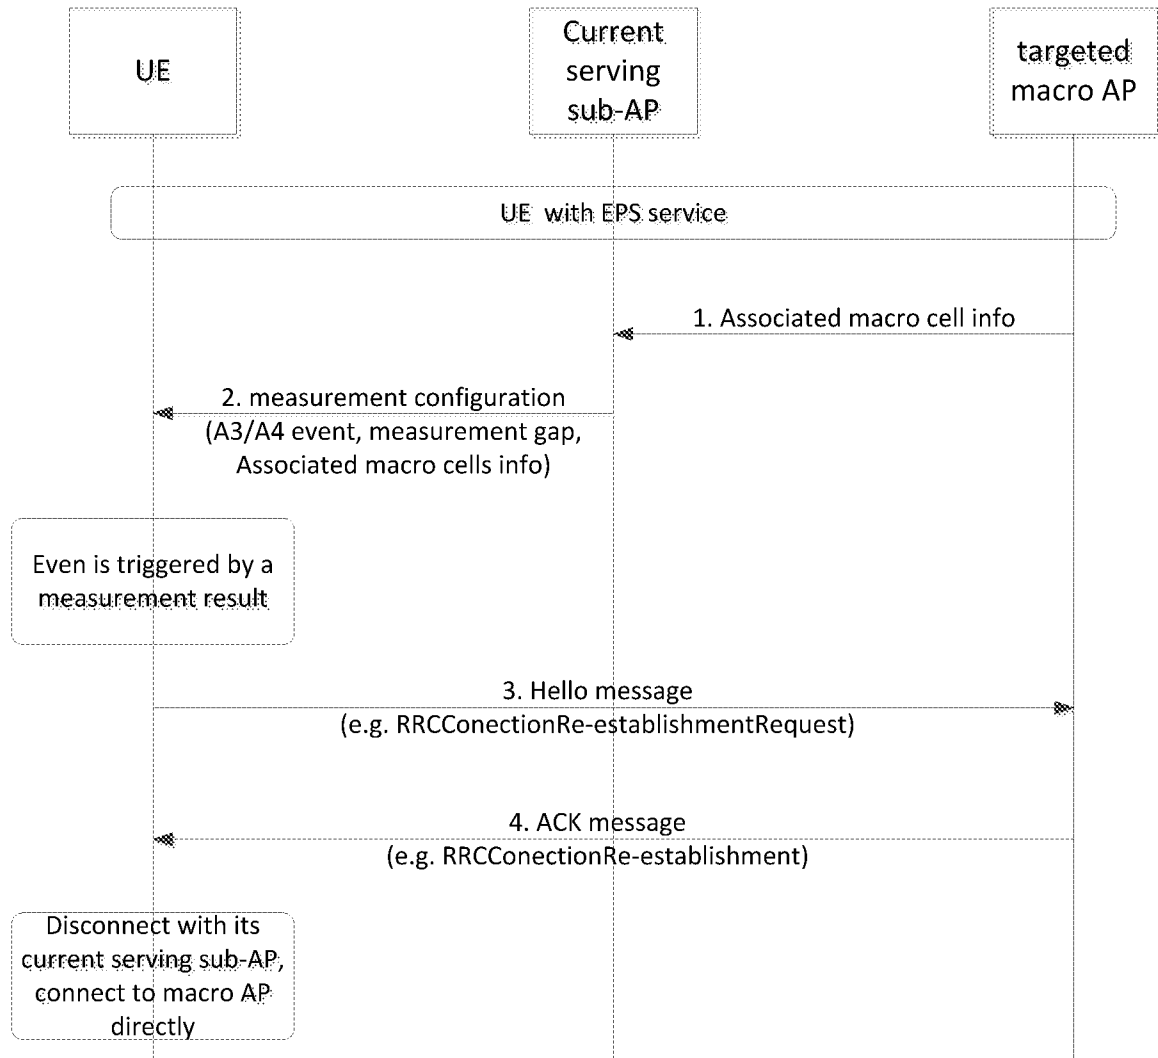 UE
Current
serving
sub-AP
targeted
macro AP
UE with EPS service
1. Associated macro cell info
2. measurement configuration
(A3/A4 event, measurement gap,
Associated macro cells info)
Even is triggered by a
measurement result
3. Hello message
(e.g. RRCConectionRe-establishmentRequest)
4. ACK message
(e.g. RRCConectionRe-establishment)
Disconnect with its
current serving sub-AP,
connect to macro AP
directly